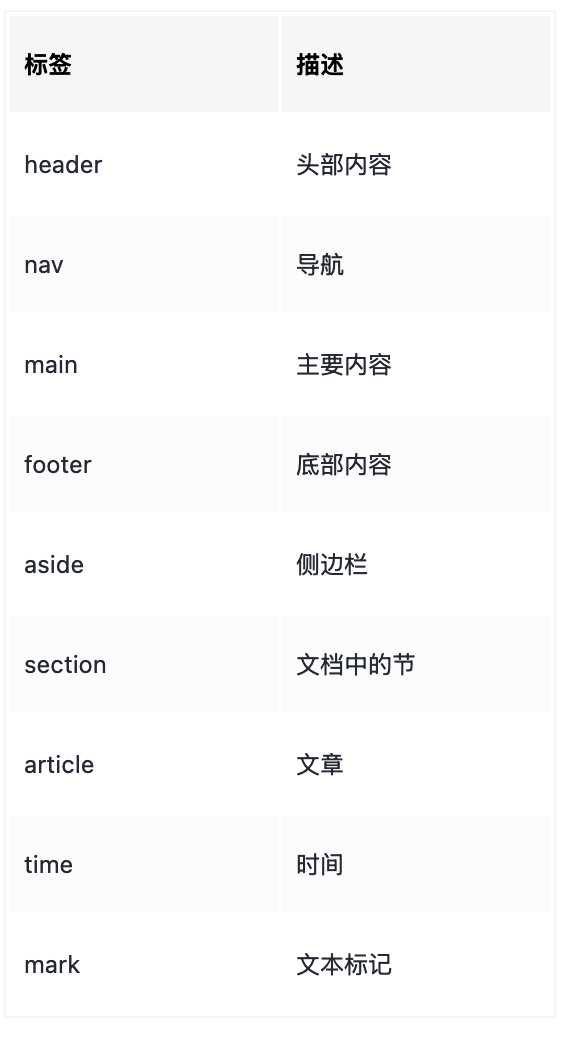 标签 描述
header 头部内容
nav 导航
main 主要内容
footer 底部内容
aside 侧边栏
section 文档中的节
article 文章
time 时间
mark 文本标记